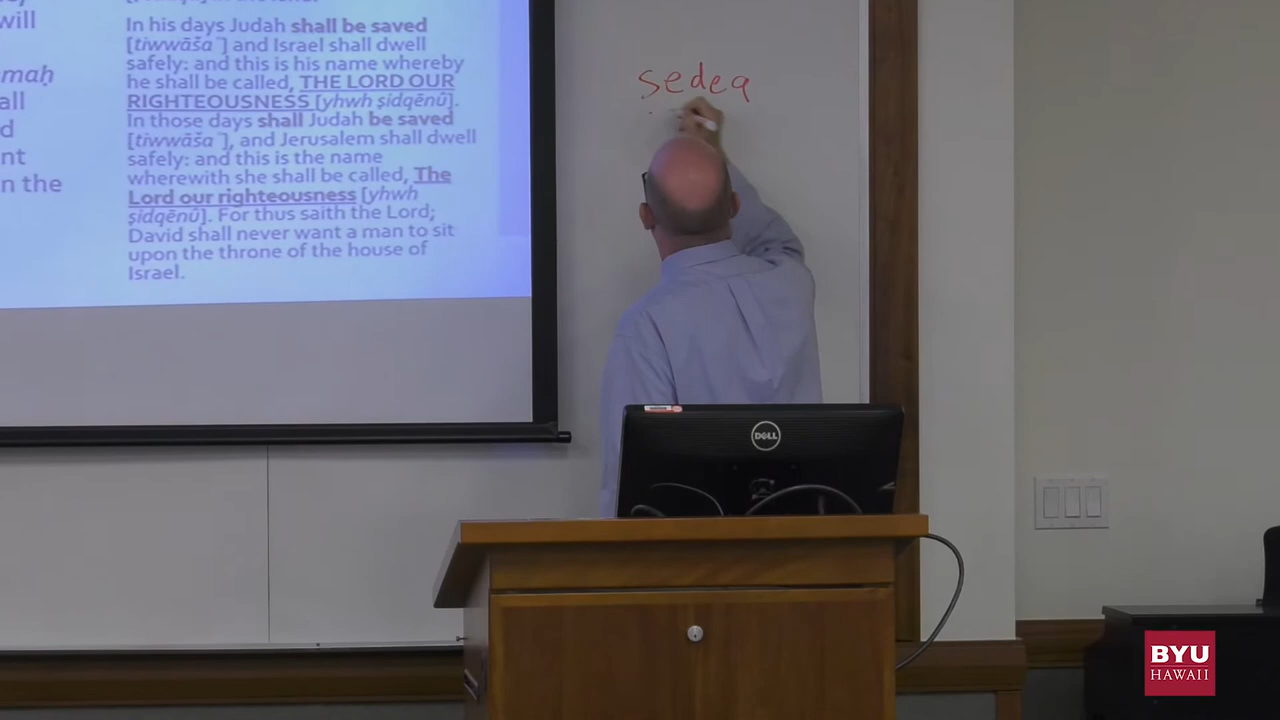 will
maḥ
all
d
nt
n the
In his days Judah shall be saved
[tiwwāšaʿ] and Israel shall dwell
safely: and this is his name whereby
he shall be called, THE LORD OUR
RIGHTEOUSNESS [yhwh ṣidqēnû].
In those days shall Judah be saved
[tiwwāšaʿ], and Jerusalem shall dwell
safely: and this is the name
wherewith she shall be called, The
Lord our righteousness [yhwh
ṣidqēnû]. For thus saith the Lord;
David shall never want a man to sit
upon the throne of the house of
Israel.
sedeq
DELL
BYU
HAWAII